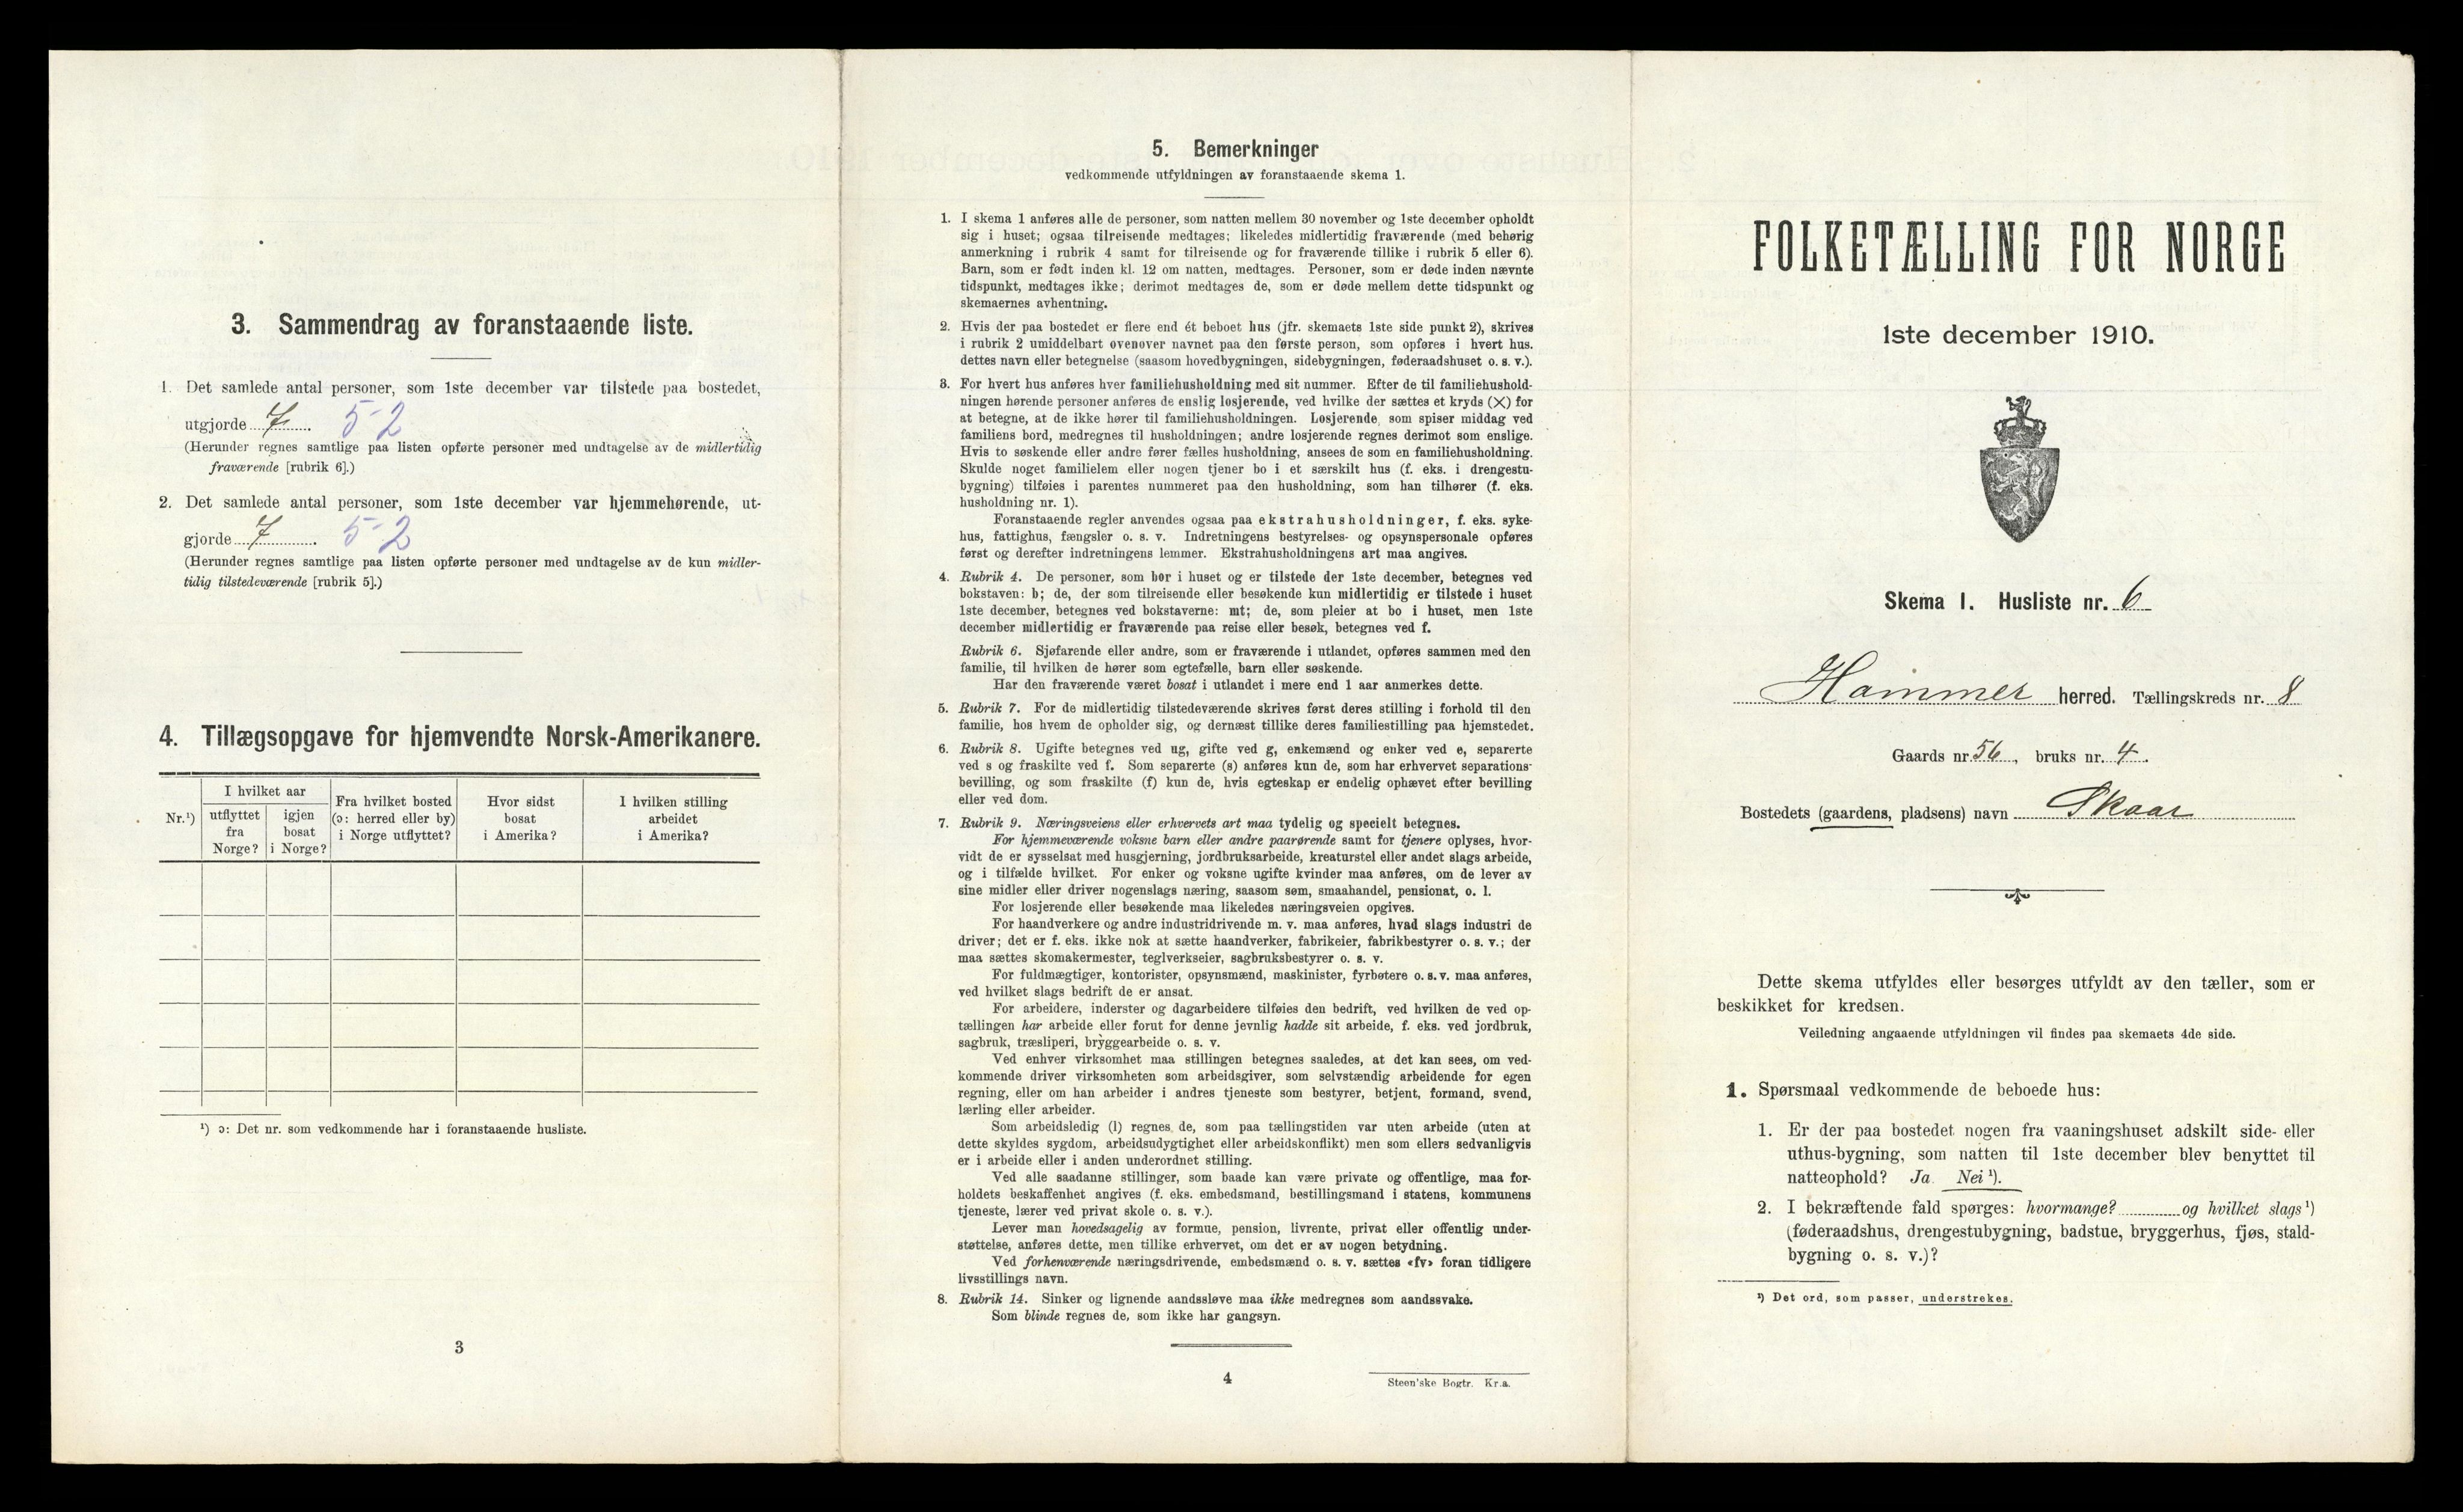 3. Sammendrag av foranstaaende liste.
1. Det samlede antal personer, som 1ste december var tilstede paa bostedet,
utgjorde 7. 5-2
(Herunder regnes samtlige paa listen opførte personer med undtagelse av de midlertidig
fraværende [rubrik 6].)
2. Det samlede antal personer, som 1ste december var hjemmehørende, ut-
gjorde 7. 5-2
(Herunder regnes samtlige paa listen opførte personer med undtagelse av de kun midler-
tidig tilstedeværende [rubrik 5].)
4. Tillægsopgave for hjemvendte Norsk-Amerikanere.
Nr.¹)
I hvilket aar
utflyttet
fra
Norge?
igjen
bosat
i Norge?
Fra hvilket bosted
(ɔ: herred eller by)
i Norge utflyttet?
Hvor sidst
bosat
i Amerika?
I hvilken stilling
arbeidet
i Amerika?
¹) ɔ: Det nr. som vedkommende har i foranstaaende husliste.
3
5. Bemerkninger
vedkommende utfyldningen av foranstaaende skema 1.
1. I skema 1 anføres alle de personer, som natten mellem 30 november og 1ste december opholdt
sig i huset; ogsaa tilreisende medtages; likeledes midlertidig fraværende (med behørig
anmerkning i rubrik 4 samt for tilreisende og for fraværende tillike i rubrik 5 eller 6).
Barn, som er født inden kl. 12 om natten, medtages. Personer, som er døde inden nævnte
tidspunkt, medtages ikke; derimot medtages de, som er døde mellem dette tidspunkt og
skemaernes avhentning.
2. Hvis der paa bostedet er flere end ét beboet hus (jfr. skemaets 1ste side punkt 2), skrives
i rubrik 2 umiddelbart ovenover navnet paa den første person, som opføres i hvert hus.
dettes navn eller betegnelse (saasom hovedbygningen, sidebygningen, føderaadshuset o. s. v.).
3. For hvert hus anføres hver familiehusholdning med sit nummer. Efter de til familiehushold-
ningen hørende personer anføres de enslig losjerende, ved hvilke der sættes et kryds (✕) for
at betegne, at de ikke hører til familiehusholdningen. Losjerende, som spiser middag ved
familiens bord, medregnes til husholdningen; andre losjerende regnes derimot som enslige.
Hvis to søskende eller andre fører fælles husholdning, ansees de som en familiehusholdning.
Skulde noget familielem eller nogen tjener bo i et særskilt hus (f. eks. i drengestu-
bygning) tilføies i parentes nummeret paa den husholdning, som han tilhører (f. eks.
husholdning nr. 1).
Foranstaaende regler anvendes ogsaa paa ekstrahusholdninger, f. eks. syke-
hus, fattighus, fængsler o. s. v. Indretningens bestyrelses- og opsynspersonale opføres
først og derefter indretningens lemmer. Ekstrahusholdningens art maa angives.
4. Rubrik 4. De personer, som bor i huset og er tilstede der 1ste december, betegnes ved
bokstaven: b; de, der som tilreisende eller besøkende kun midlertidig er tilstede i huset
1ste december, betegnes ved bokstaverne: mt; de, som pleier at bo i huset, men 1ste
december midlertidig er fraværende paa reise eller besøk, betegnes ved f.
Rubrik 6. Sjøfarende eller andre, som er fraværende i utlandet, opføres sammen med den
familie, til hvilken de hører som egtefælle, barn eller søskende.
Har den fraværende været bosat i utlandet i mere end 1 aar anmerkes dette.
5. Rubrik 7. For de midlertidig tilstedeværende skrives først deres stilling i forhold til den
familie, hos hvem de opholder sig, og dernæst tillike deres familiestilling paa hjemstedet.
6. Rubrik 8. Ugifte betegnes ved ug, gifte ved g, enkemænd og enker ved e, separerte
ved s og fraskilte ved f. Som separerte (s) anføres kun de, som har erhvervet separations-
bevilling, og som fraskilte (f) kun de, hvis egteskap er endelig ophævet efter bevilling
eller ved dom.
7. Rubrik 9. Næringsveiens eller erhvervets art maa tydelig og specielt betegnes.
For hjemmeværende voksne barn eller andre paarørende samt for tjenere oplyses, hvor-
vidt de er sysselsat med husgjerning, jordbruksarbeide, kreaturstel eller andet slags arbeide,
og i tilfælde hvilket. For enker og voksne ugifte kvinder maa anføres, om de lever av
sine midler eller driver nogenslags næring, saasom søm, smaahandel, pensionat, o. l.
For losjerende eller besøkende maa likeledes næringsveien opgives.
For haandverkere og andre industridrivende m. v. maa anføres, hvad slags industri de
driver; det er f. eks. ikke nok at sætte haandverker, fabrikeier, fabrikbestyrer o. s. v.; der
maa sættes skomakermester, teglverkseier, sagbruksbestyrer o. s. v.
For fuldmægtiger, kontorister, opsynsmænd, maskinister, fyrbøtere o. s. v. maa anføres,
ved hvilket slags bedrift de er ansat.
For arbeidere, inderster og dagarbeidere tilføies den bedrift, ved hvilken de ved op-
tællingen har arbeide eller forut for denne jevnlig hadde sit arbeide, f. eks. ved jordbruk,
sagbruk, træsliperi, bryggearbeide o. s. v.
Ved enhver virksomhet maa stillingen betegnes saaledes, at det kan sees, om ved-
kommende driver virksomheten som arbeidsgiver, som selvstændig arbeidende for egen
regning, eller om han arbeider i andres tjeneste som bestyrer, betjent, formand, svend,
lærling eller arbeider.
Som arbeidsledig (l) regnes de, som paa tællingstiden var uten arbeide (uten at
dette skyldes sygdom, arbeidsudygtighet eller arbeidskonflikt) men som ellers sedvanligvis
er i arbeide eller i anden underordnet stilling.
Ved alle saadanne stillinger, som baade kan være private og offentlige, maa for-
holdets beskaffenhet angives (f. eks. embedsmand, bestillingsmand i statens, kommunens
tjeneste, lærer ved privat skole o. s. v.).
Lever man hovedsagelig av formue, pension, livrente, privat eller offentlig under-
støttelse, anføres dette, men tillike erhvervet, om det er av nogen betydning.
Ved forhenværende næringsdrivende, embedsmænd o. s. v. sættes «fv» foran tidligere
livsstillings navn.
8. Rubrik 14. Sinker og lignende aandssløve maa ikke medregnes som aandssvake.
Som blinde regnes de, som ikke har gangsyn.
4
Steen'ske Bogtr. Kr.a.
FOLKETÆLLING FOR NORGE
1ste december 1910.
Skema 1. Husliste nr. 6
Hammer herred. Tællingskreds nr. 8
Gaards nr. 56, bruks nr. 4.
Bostedets (gaardens, pladsens) navn Skaar
Dette skema utfyldes eller besørges utfyldt av den tæller, som er
beskikket for kredsen.
Veiledning angaaende utfyldningen vil findes paa skemaets 4de side.
1. Spørsmaal vedkommende de beboede hus:
1. Er der paa bostedet nogen fra vaaningshuset adskilt side- eller
uthus-bygning, som natten til 1ste december blev benyttet til
natteophold? Ja. Nei ¹).
2. I bekræftende fald spørges: hvormange? og hvilket slags ¹)
(føderaadshus, drengestubygning, badstue, bryggerhus, fjøs, stald-
bygning o. s. v.)?
¹) Det ord, som passer, understrekes.